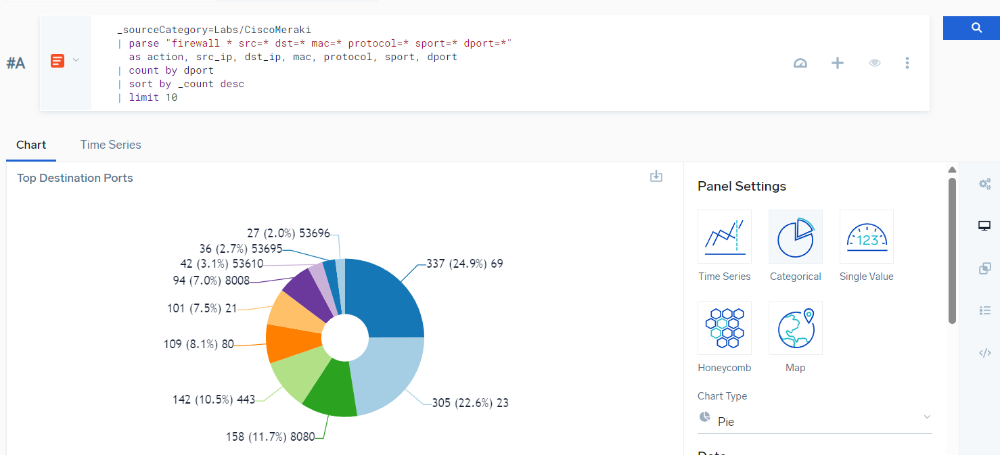 #A
_sourceCategory=Labs/CiscoMeraki
| parse "firewall * src=* dst=* mac=* protocol=* sport=* dport=*"
as action, src_ip, dst_ip, mac, protocol, sport, dport
| count by dport
| sort by _count desc
| limit 10
Chart Time Series
Top Destination Ports
27 (2.0%) 53696
36 (2.7%) 53695
42 (3.1%) 53610
94 (7.0%) 8008
101 (7.5%) 21
109 (8.1%) 80
142 (10.5%) 443
158 (11.7%) 8080
337 (24.9%) 69
305 (22.6%) 23
Panel Settings
123
Time Series Categorical Single Value
Honeycomb Map
Chart Type
Pie
Data